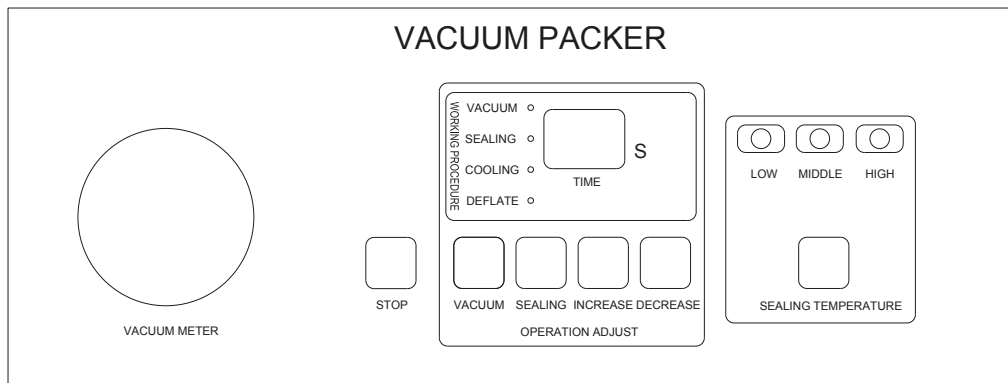 VACUUM PACKER
VACUUM METER
STOP
WORKING PROCEDURE
VACUUM
SEALING
COOLING
DEFLATE
TIME
S
VACUUM SEALING INCREASE DECREASE
OPERATION ADJUST
LOW MIDDLE HIGH
SEALING TEMPERATURE